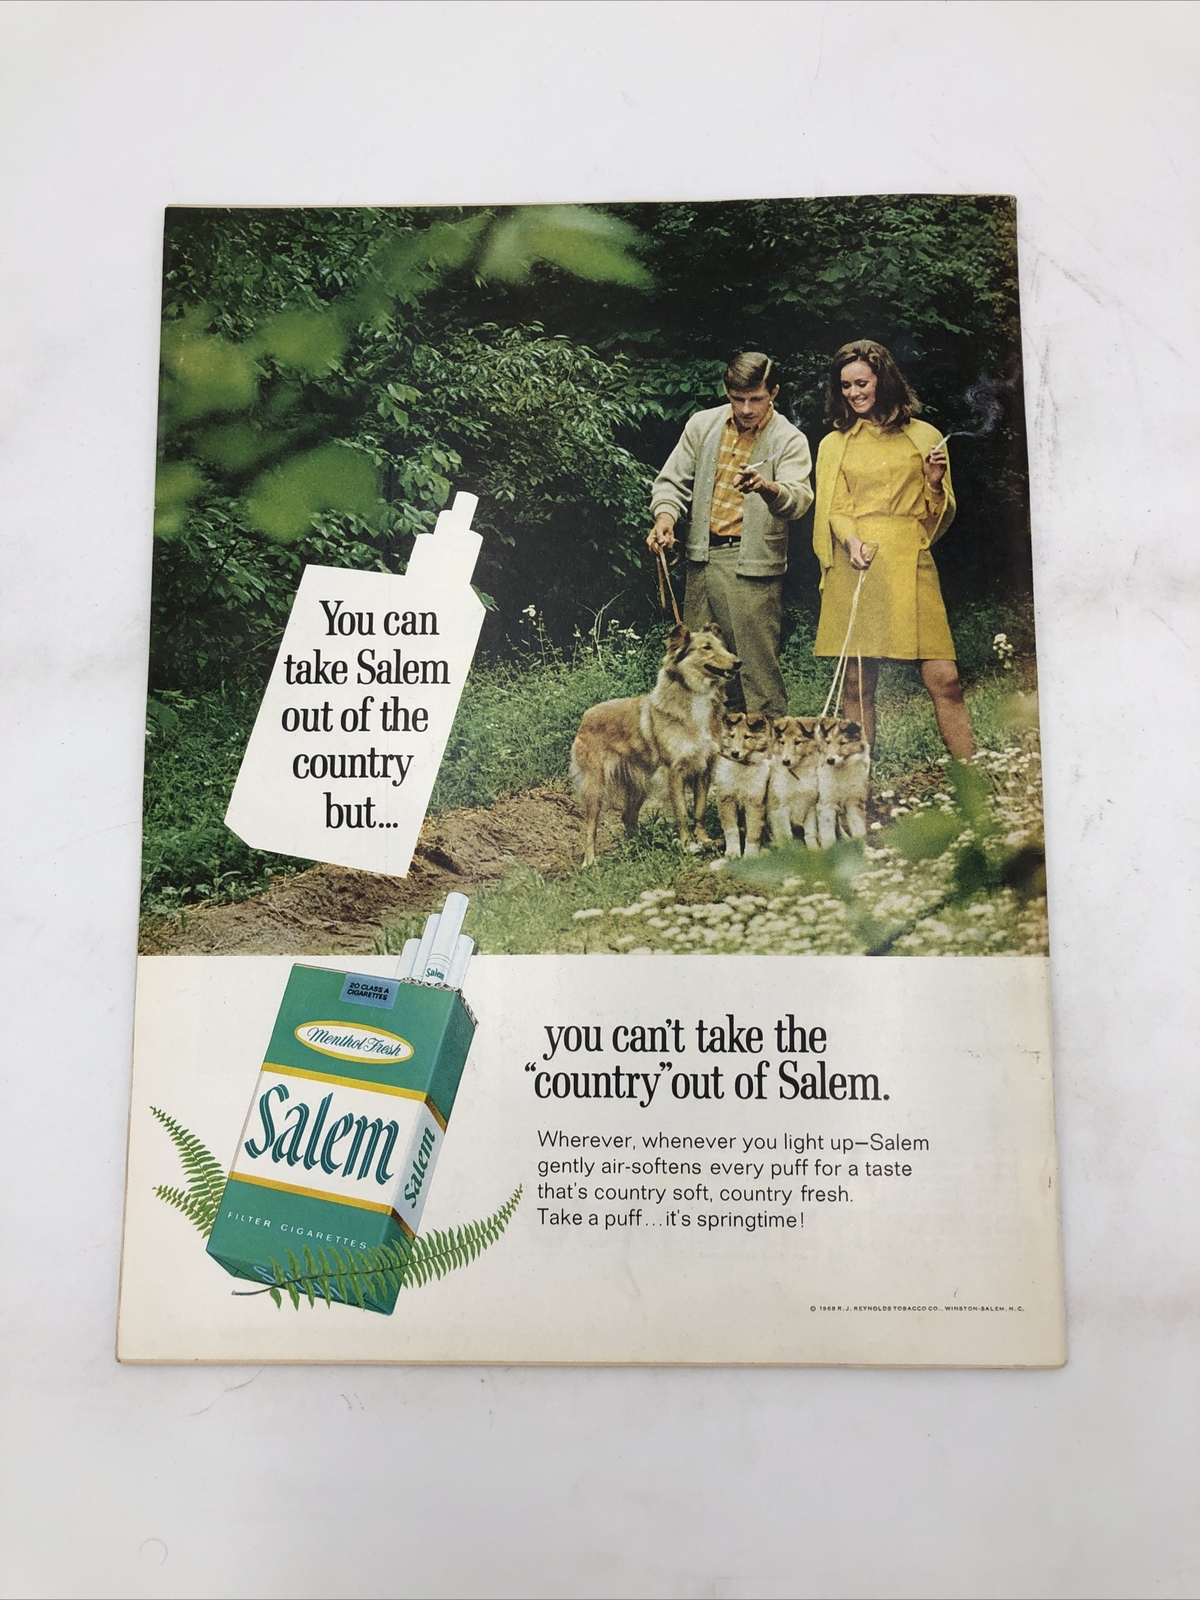 You can
take Salem
out of the
country
but...
Salem
20 CLASS A
CIGARETTES
Menthol Fresh
Salem
Salem
FILTER CIGARETTES
you can't take the
“country” out of Salem.
Wherever, whenever you light up—Salem
gently air-softens every puff for a taste
that's country soft, country fresh.
Take a puff...it's springtime!
© 1968 R. J. REYNOLDS TOBACCO CO., WINSTON-SALEM, N. C.